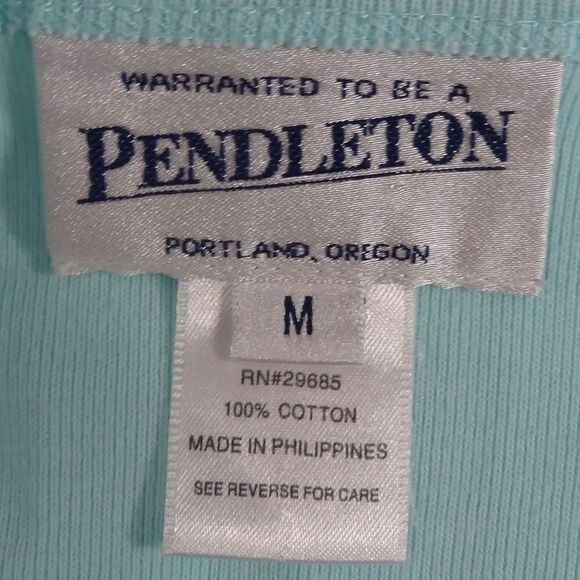 WARRANTED TO BE A
PENDLETON
PORTLAND, OREGON
M
RN#29685
100% COTTON
MADE IN PHILIPPINES
SEE REVERSE FOR CARE